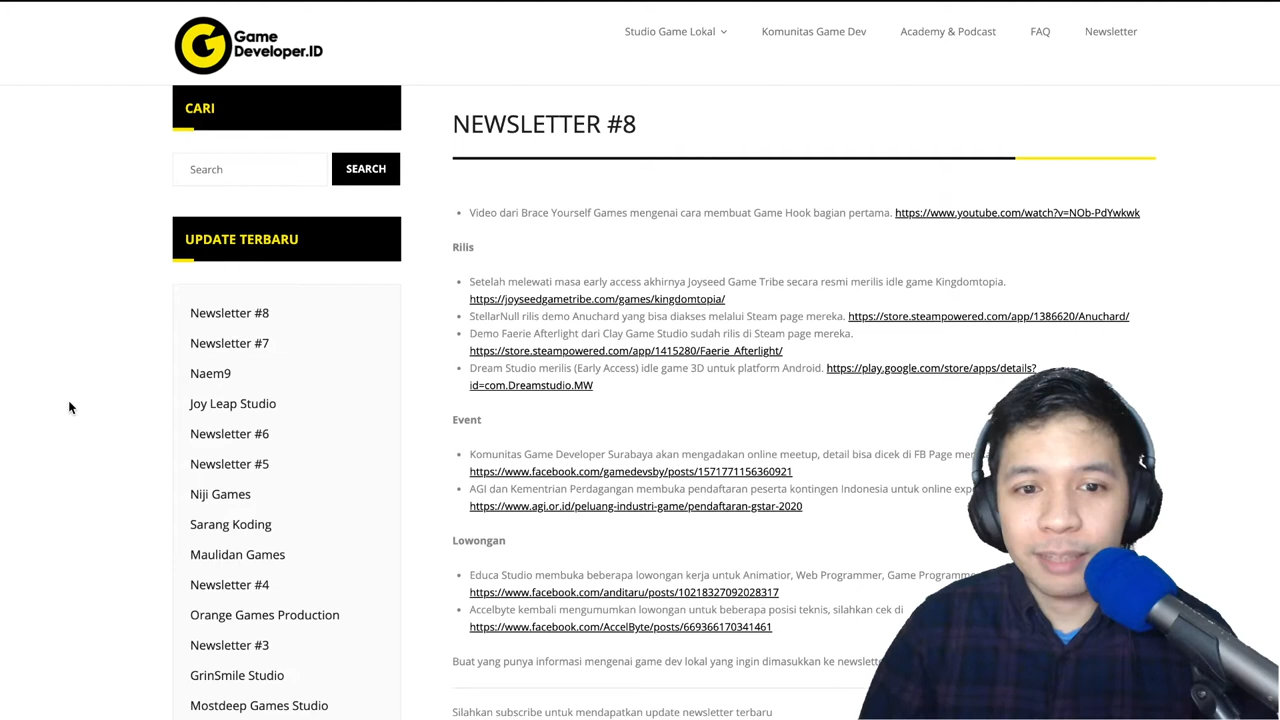 Game
Developer.ID
Studio Game Lokal
Komunitas Game Dev
Academy & Podcast
FAQ
Newsletter
CARI
Search
SEARCH
UPDATE TERBARU
Newsletter #8
Newsletter #7
Naem9
Joy Leap Studio
Newsletter #6
Newsletter #5
Niji Games
Sarang Koding
Maulidan Games
Newsletter #4
Orange Games Production
Newsletter #3
GrinSmile Studio
Mostdeep Games Studio
NEWSLETTER #8
Video dari Brace Yourself Games mengenai cara membuat Game Hook bagian pertama. https://www.youtube.com/watch?v=NOb-PdYwkwk
Rilis
Setelah melewati masa early access akhirnya Joyseed Game Tribe secara resmi merilis idle game Kingdomtopia.
https://joyseedgametribe.com/games/kingdomtopia/
StellarNull rilis demo Anuchard yang bisa diakses melalui Steam page mereka. https://store.steampowered.com/app/1386620/Anuchard/
Demo Faerie Afterlight dari Clay Game Studio sudah rilis di Steam page mereka.
https://store.steampowered.com/app/1415280/Faerie_Afterlight/
Dream Studio merilis (Early Access) idle game 3D untuk platform Android. https://play.google.com/store/apps/details?
id=com.Dreamstudio.MW
Event
Komunitas Game Developer Surabaya akan mengadakan online meetup, detail bisa dicek di FB Page
https://www.facebook.com/gamedevsby/posts/1571771156360921
AGI dan Kementrian Perdagangan membuka pendaftaran peserta kontingen Indonesia untuk online
https://www.agi.or.id/peluang-industri-game/pendaftaran-gstar-2020
Lowongan
Educa Studio membuka beberapa lowongan kerja untuk Animatior, Web Programmer, Game
https://www.facebook.com/anditaru/posts/10218327092028317
Accelbyte kembali mengumumkan lowongan untuk beberapa posisi teknis, silahkan cek di
https://www.facebook.com/AccelByte/posts/669366170341461
Buat yang punya informasi mengenai game dev lokal yang ingin dimasukkan ke
Silahkan subscribe untuk mendapatkan update newsletter terbaru